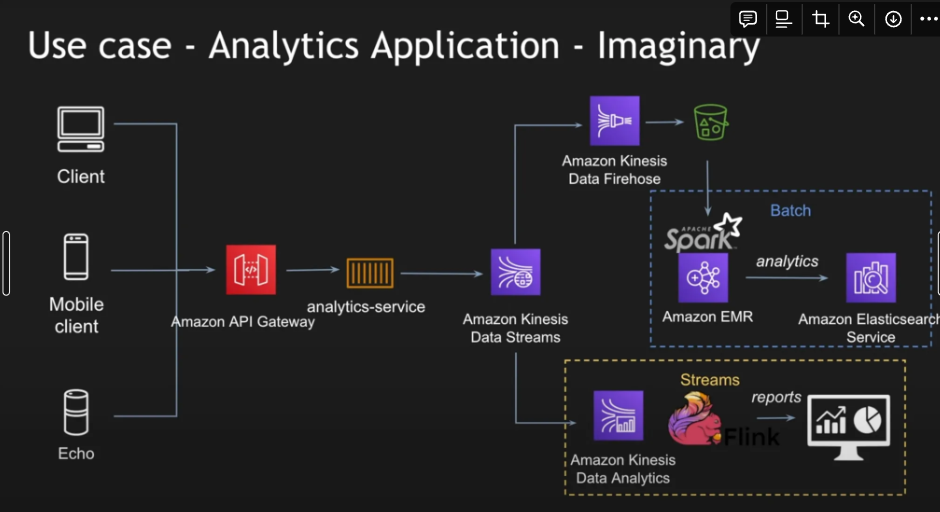 Use case - Analytics Application - Imaginary
Client
Mobile
client
Echo
Amazon API Gateway
analytics-service
Amazon Kinesis
Data Streams
Amazon Kinesis
Data Firehose
Batch
APACHE
Spark
Amazon EMR
analytics
Amazon Elasticsearch
Service
Streams
Amazon Kinesis
Data Analytics
Flink
reports